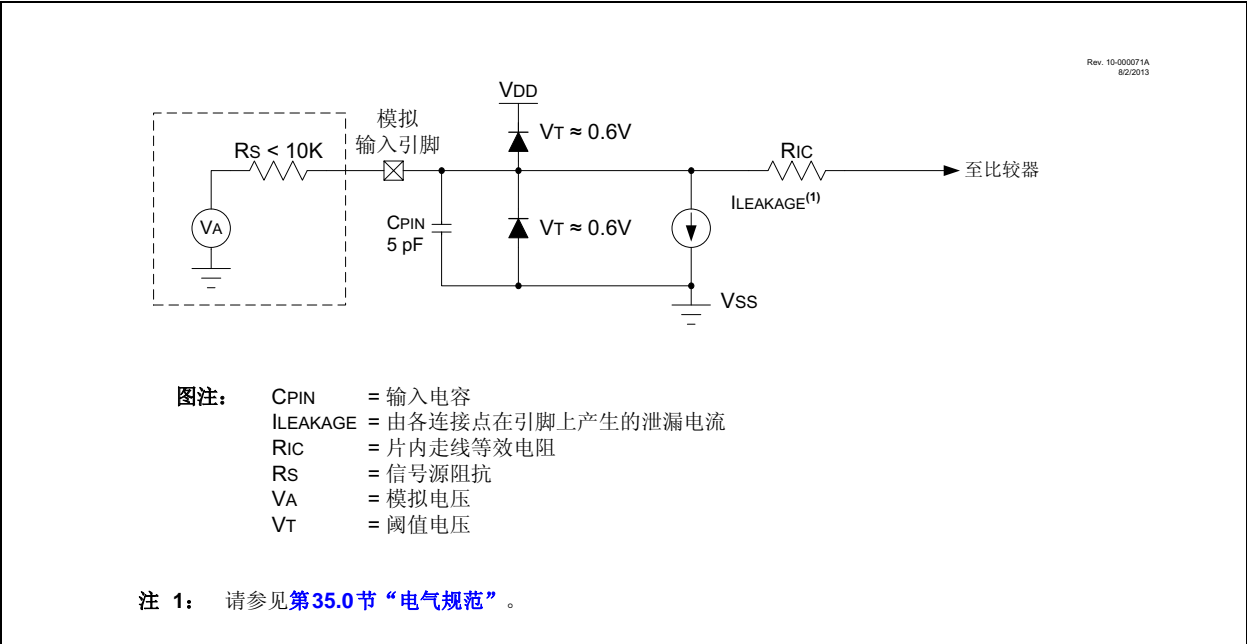 Rev. 10-000071A
8/2/2013
VDD
模拟
输入引脚
VT ≈ 0.6V
RS < 10K
RIC
至比较器
ILEAKAGE(1)
VA
CPIN
5 pF
VT ≈ 0.6V
VSS
图注： CPIN = 输入电容
ILEAKAGE = 由各连接点在引脚上产生的泄漏电流
RIC = 片内走线等效电阻
RS = 信号源阻抗
VA = 模拟电压
VT = 阈值电压
注 1： 请参见第35.0节“电气规范”。